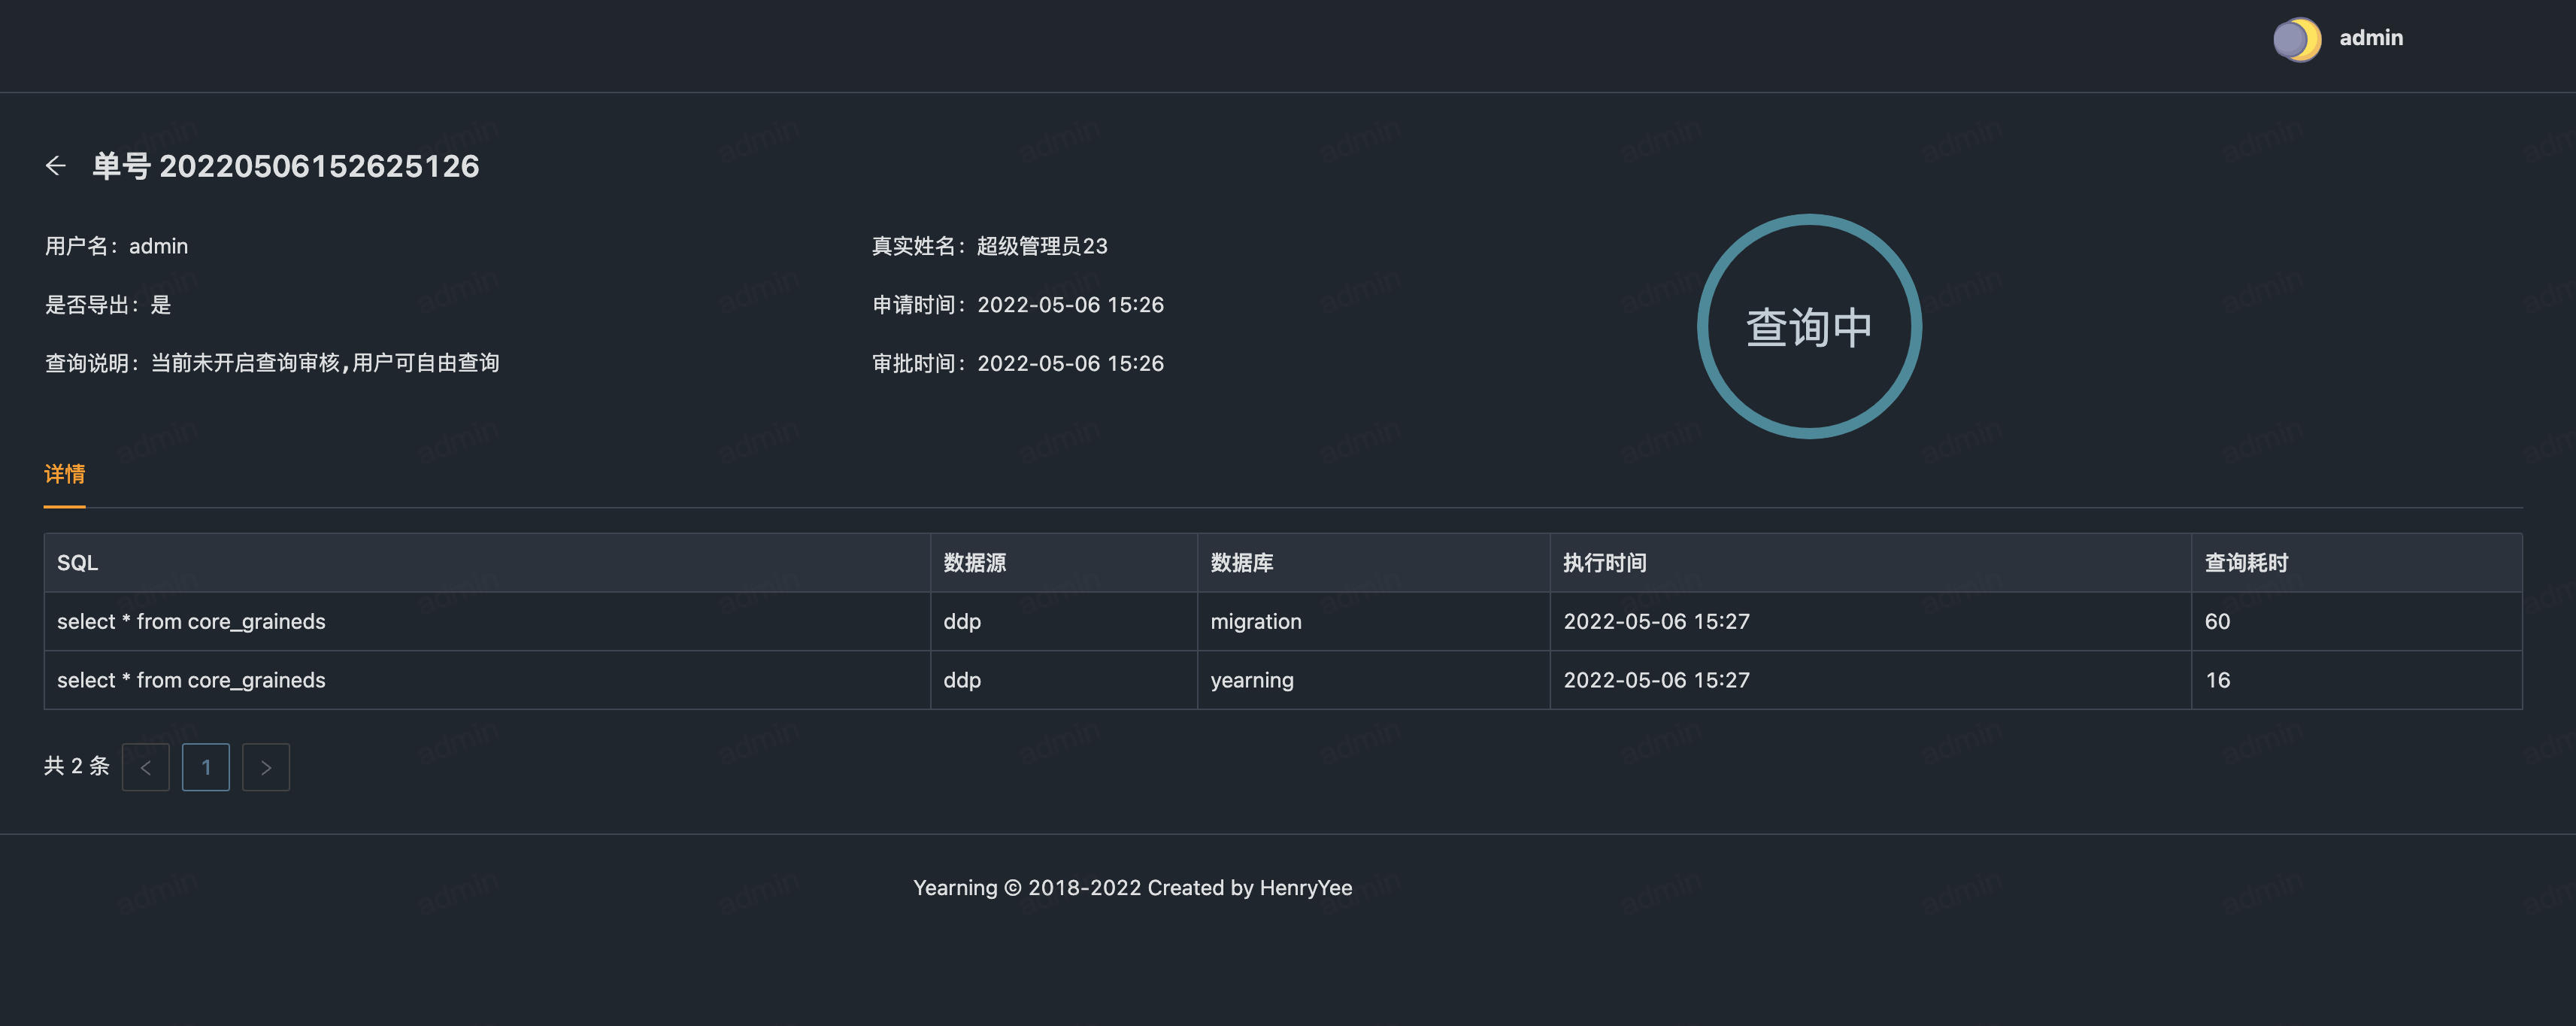 admin
单号 20220506152625126
用户名：admin
真实姓名：超级管理员23
是否导出：是
申请时间：2022-05-06 15:26
查询说明：当前未开启查询审核,用户可自由查询
审批时间：2022-05-06 15:26
查询中
详情
SQL 数据源 数据库 执行时间 查询耗时
select * from core_graineds ddp migration 2022-05-06 15:27 60
select * from core_graineds ddp yearning 2022-05-06 15:27 16
共 2 条 < 1 >
Yearning © 2018-2022 Created by HenryYee